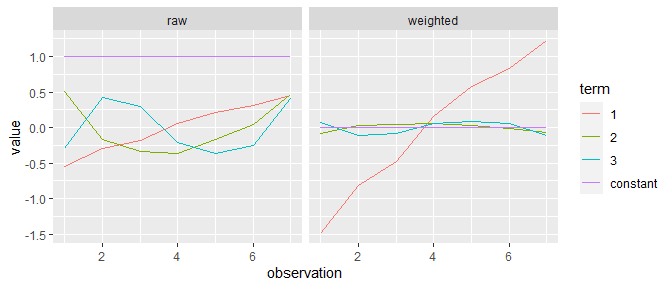 raw weighted
1.0
0.5
0.0
-0.5
-1.0
-1.5
value
2 4 6 2 4 6
observation
term
1
2
3
constant